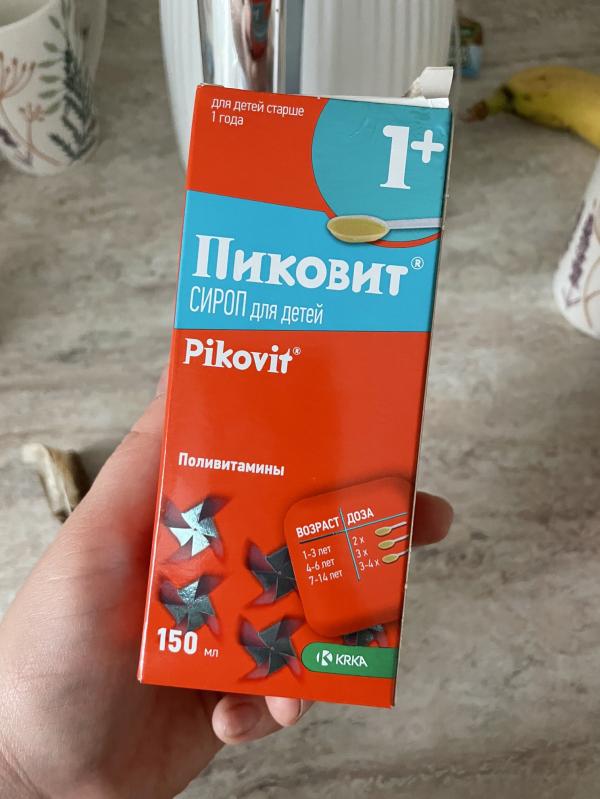 для детей старше
1 года
1+
Пиковит®
СИРОП для детей
Pikovit®
Поливитамины
ВОЗРАСТ ДОЗА
1-3 лет 2 х
4-6 лет 3 х
7-14 лет 3-4 х
150 мл
KRKA